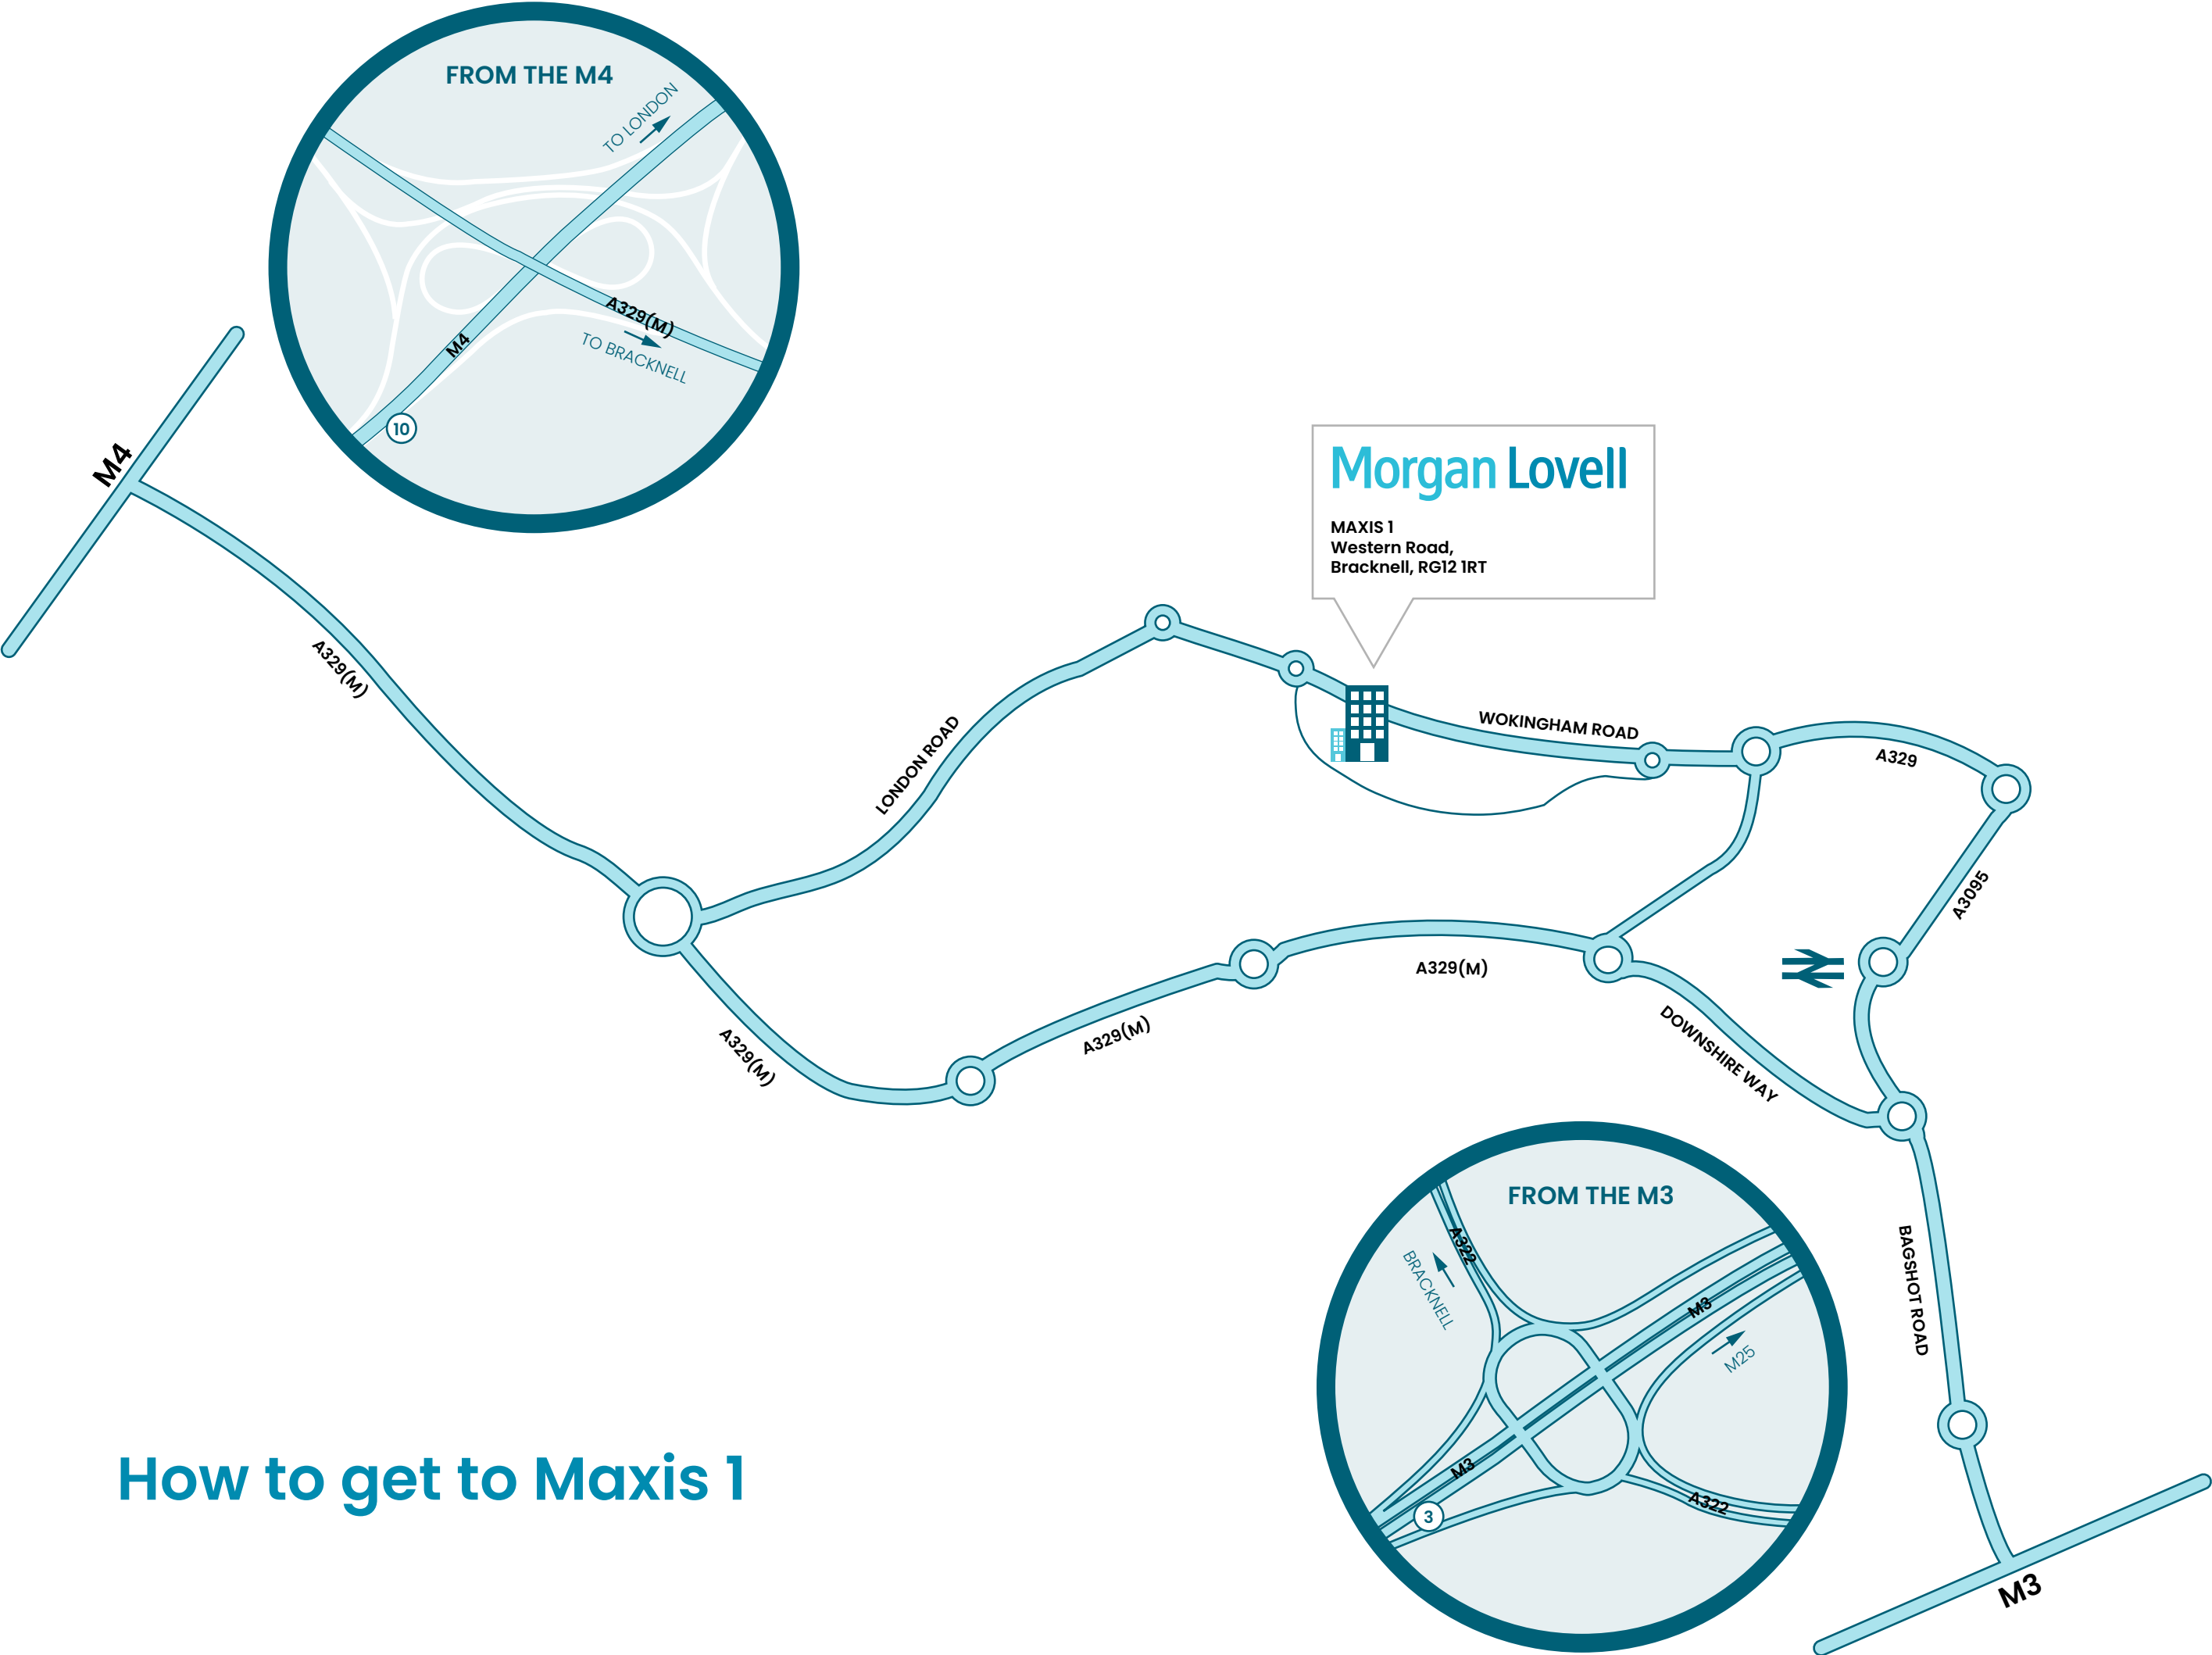 FROM THE M4
TO LONDON
A329(M)
TO BRACKNELL
M4
10
M4
Morgan Lovell
MAXIS 1
Western Road,
Bracknell, RG12 1RT
A329(M)
LONDON ROAD
WOKINGHAM ROAD
A329
A3095
A329(M)
A329(M)
A329(M)
DOWNSHIRE WAY
FROM THE M3
A322
BRACKNELL
M3
M25
M3
3
A322
BAGSHOT ROAD
How to get to Maxis 1
M3